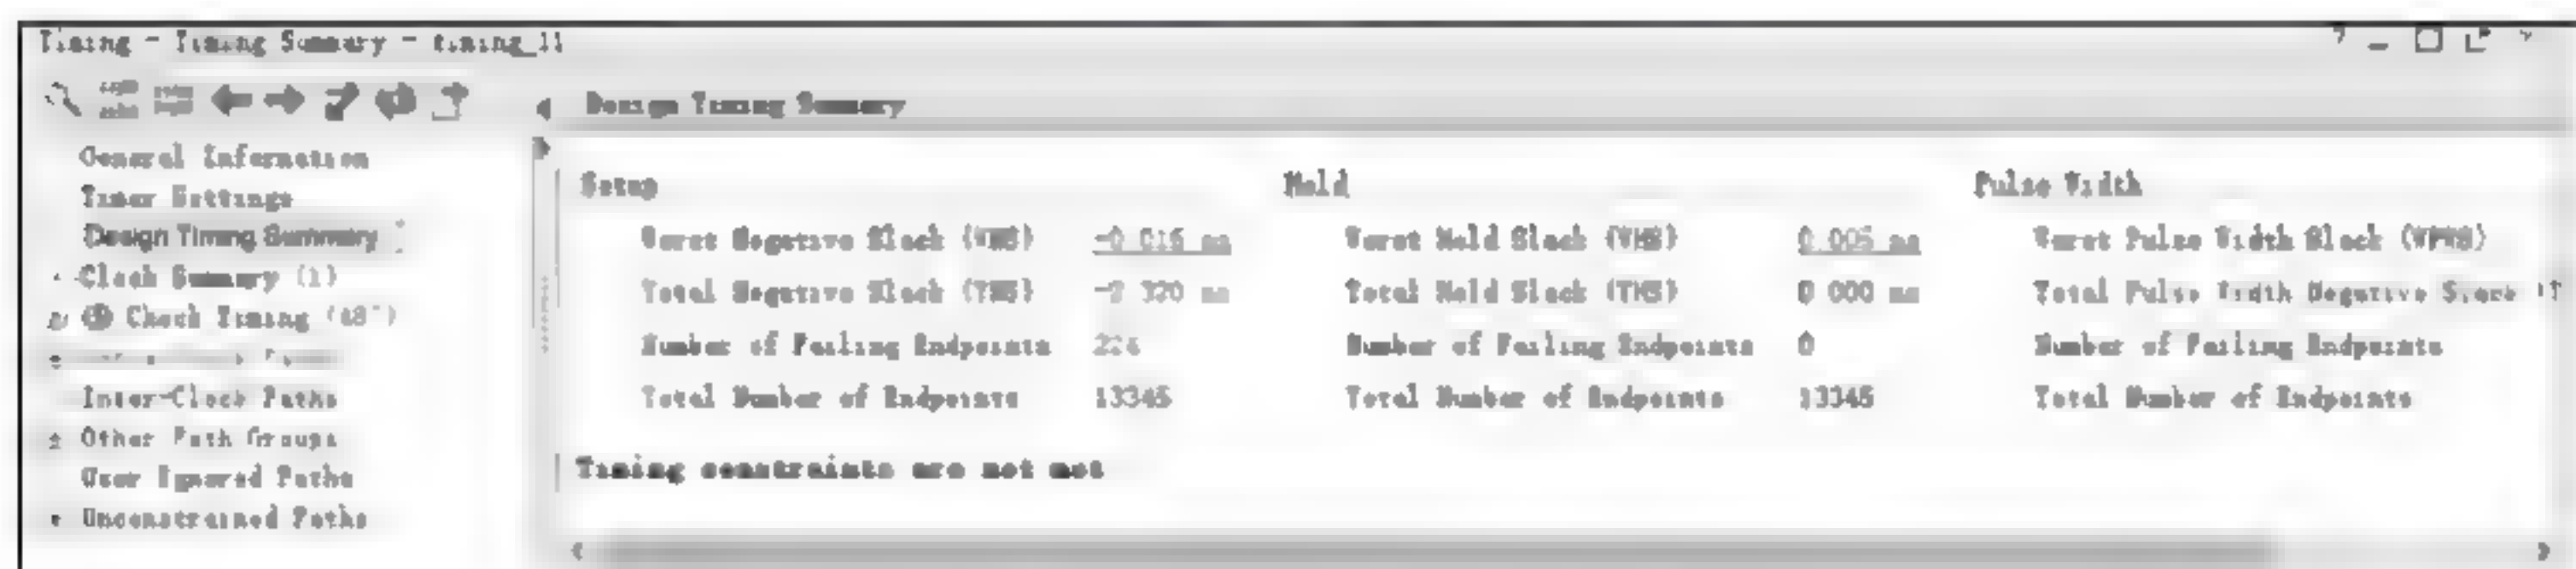 Timing - Timing Summary - timing_11
Design Timing Summary
General Information
Timer Settings
Design Timing Summary
Clock Summary (1)
Check Timing
Inter-Clock Paths
Other Path Groups
User Ignored Paths
Unconstrained Paths
Setup
Worst Negative Slack (WNS) -0.016 ns
Total Negative Slack (TNS) ns
Number of Failing Endpoints
Total Number of Endpoints 13345
Hold
Worst Hold Slack (WHS) 0.005 ns
Total Hold Slack (THS) 0.000 ns
Number of Failing Endpoints 0
Total Number of Endpoints 13345
Pulse Width
Worst Pulse Width Slack (WPWS)
Total Pulse Width Negative Slack
Number of Failing Endpoints
Total Number of Endpoints
Timing constraints are not met